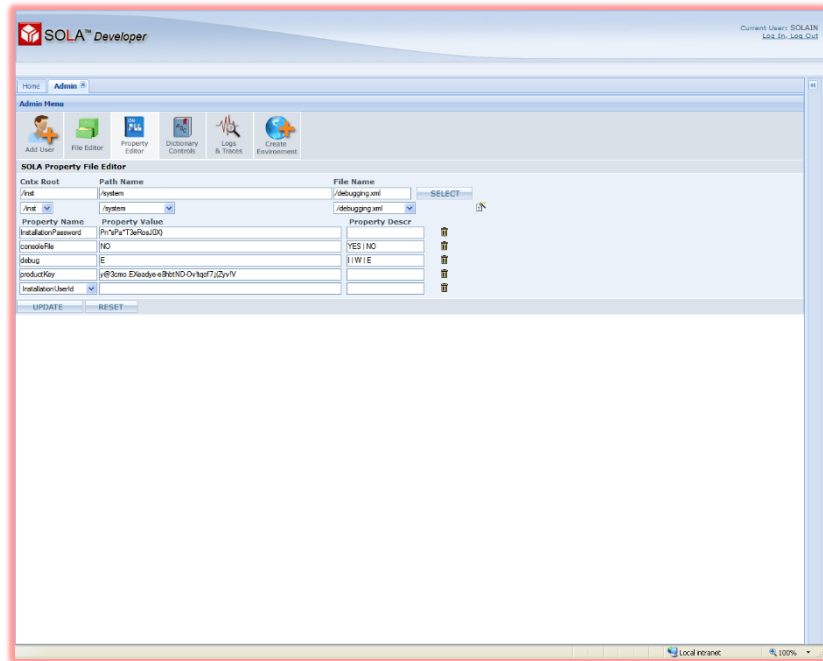 SOLA™ Developer
Current User: SOLAIN
Log In, Log Out
Home Admin
Admin Menu
Add User File Editor Property Editor Dictionary Controls Logs & Traces Create Environment
SOLA Property File Editor
Cntx Root Path Name File Name
/inst /system /debugging.xml SELECT
/inst /system /debugging.xml
Property Name Property Value Property Descr
InstallationPassword
consoleFile NO YES | NO
debug E I | W | E
productKey
InstallationUserId
UPDATE RESET
Local intranet 100%